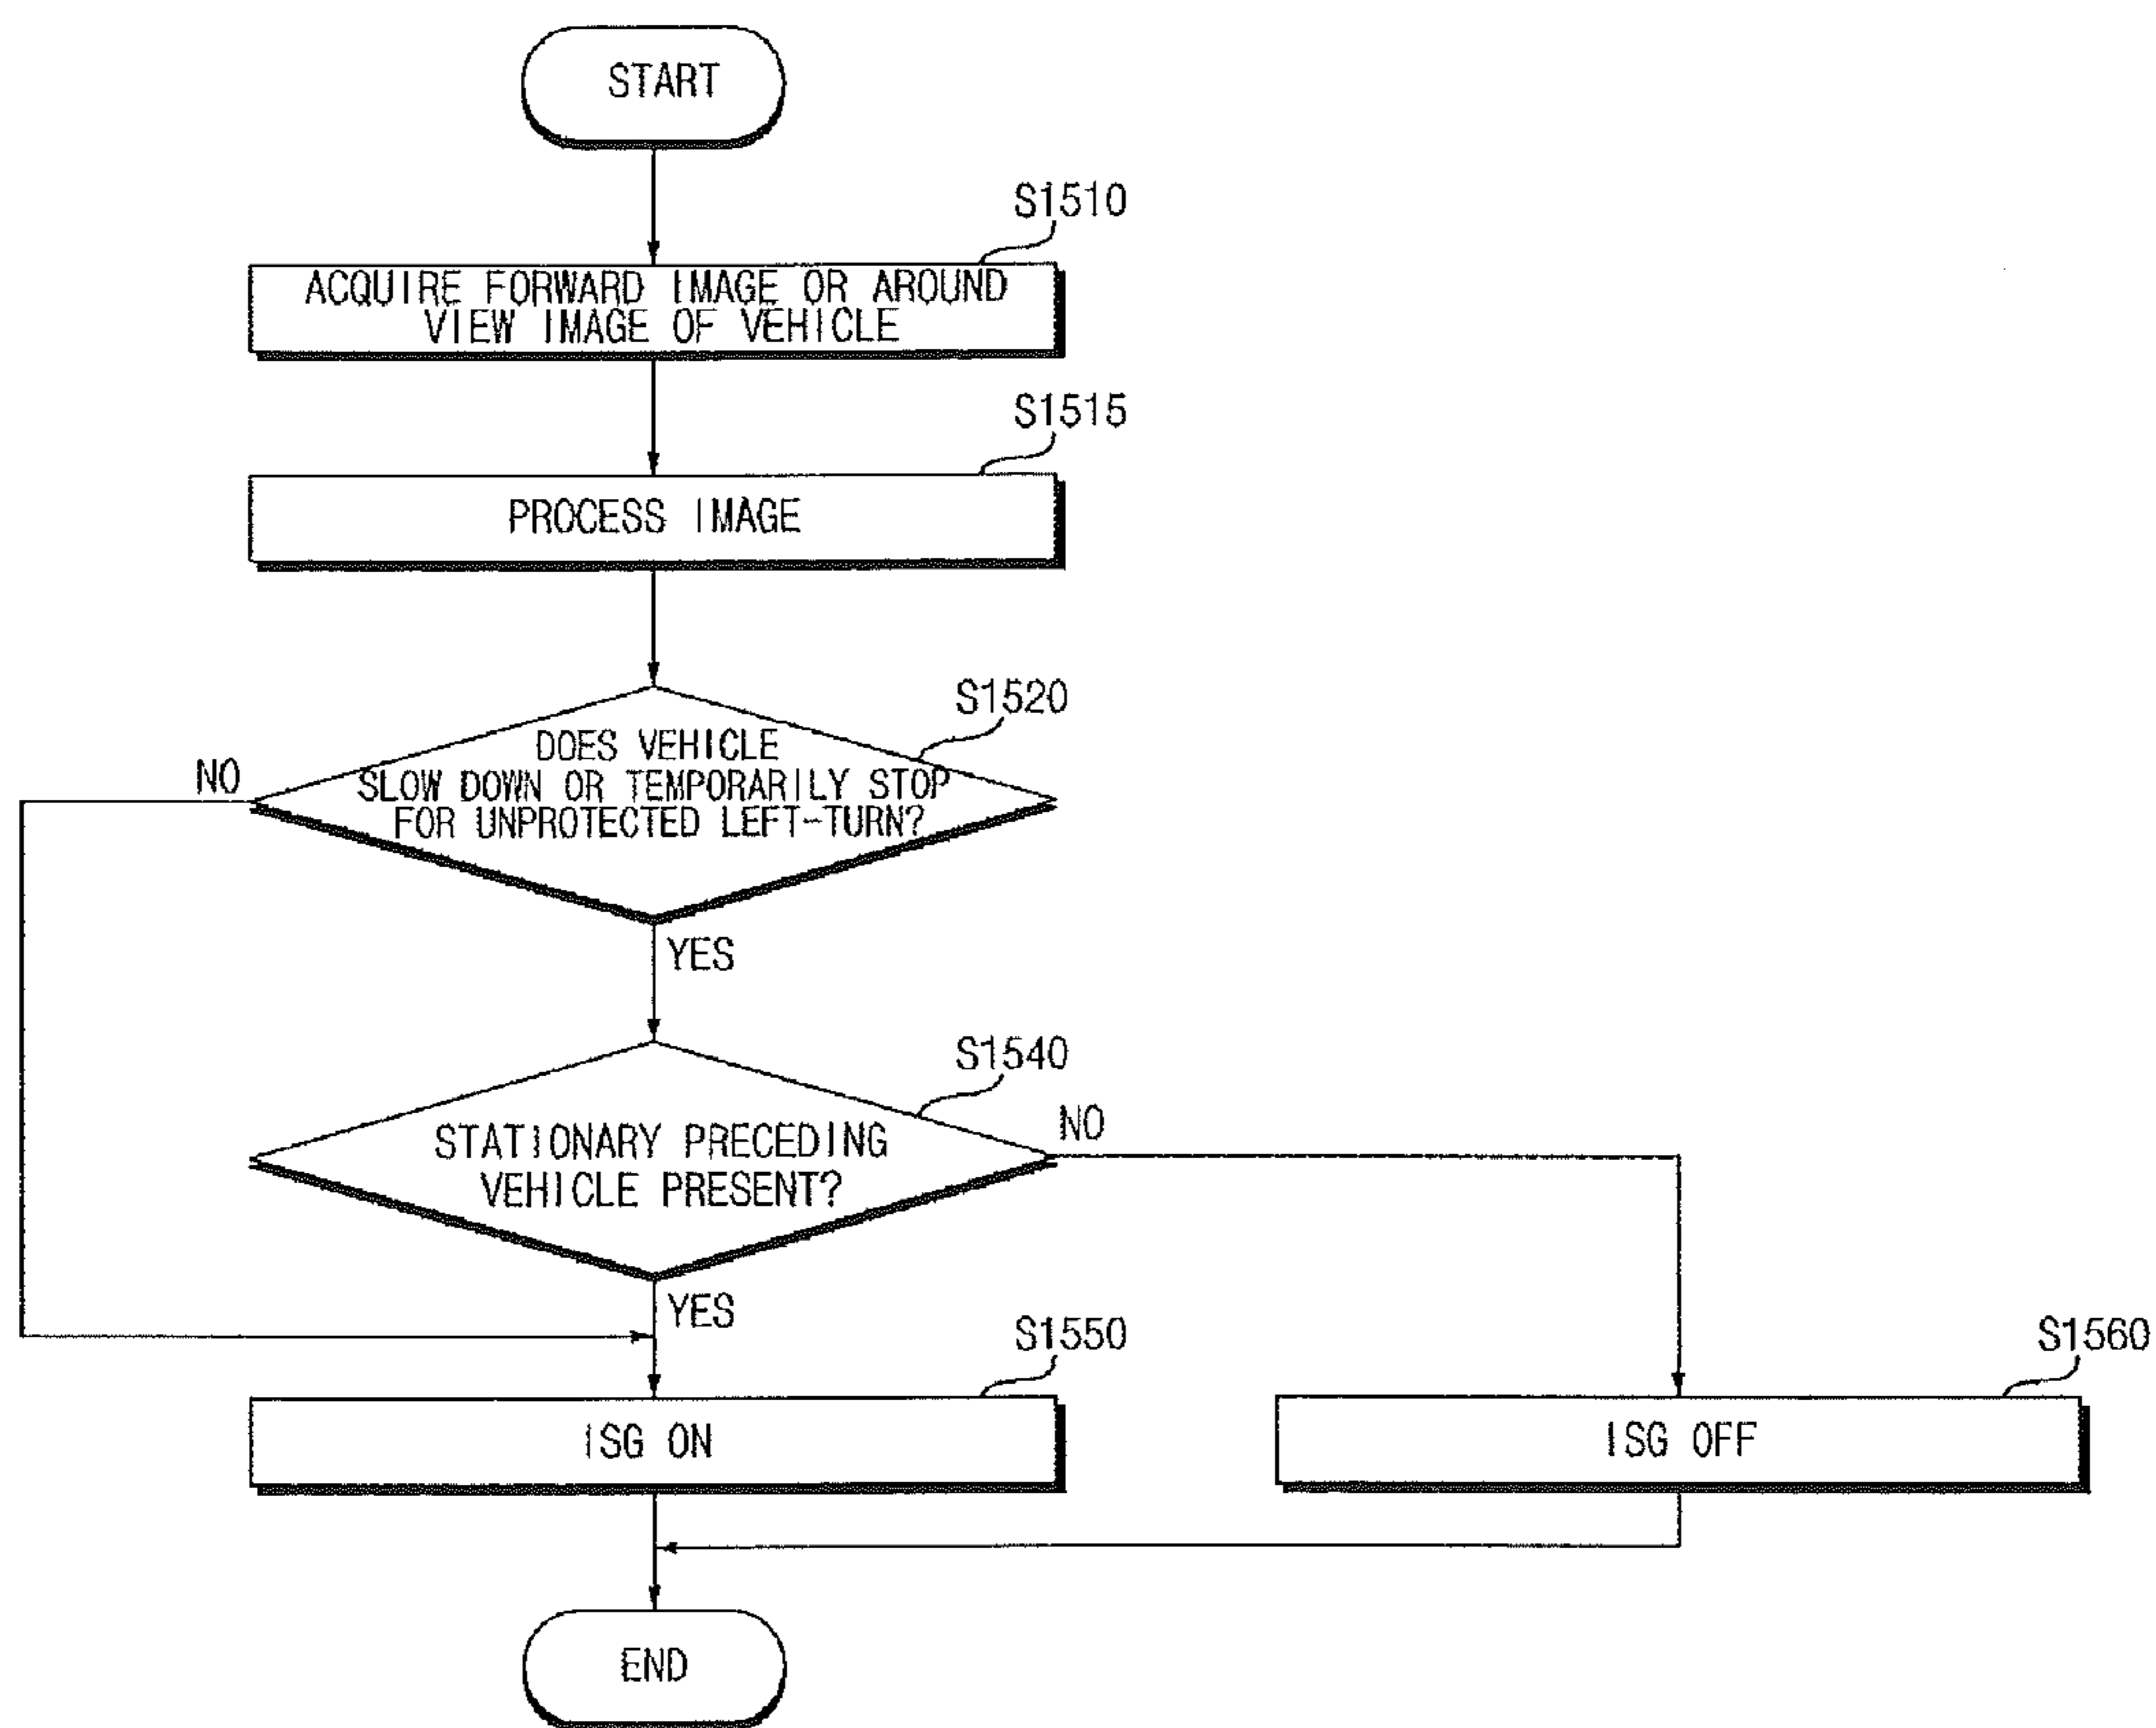 START
S1510
ACQUIRE FORWARD IMAGE OR AROUND
VIEW IMAGE OF VEHICLE
S1515
PROCESS IMAGE
S1520
DOES VEHICLE
SLOW DOWN OR TEMPORARILY STOP
FOR UNPROTECTED LEFT-TURN?
NO
YES
S1540
STATIONARY PRECEDING
VEHICLE PRESENT?
NO
YES
S1550
ISG ON
S1560
ISG OFF
END